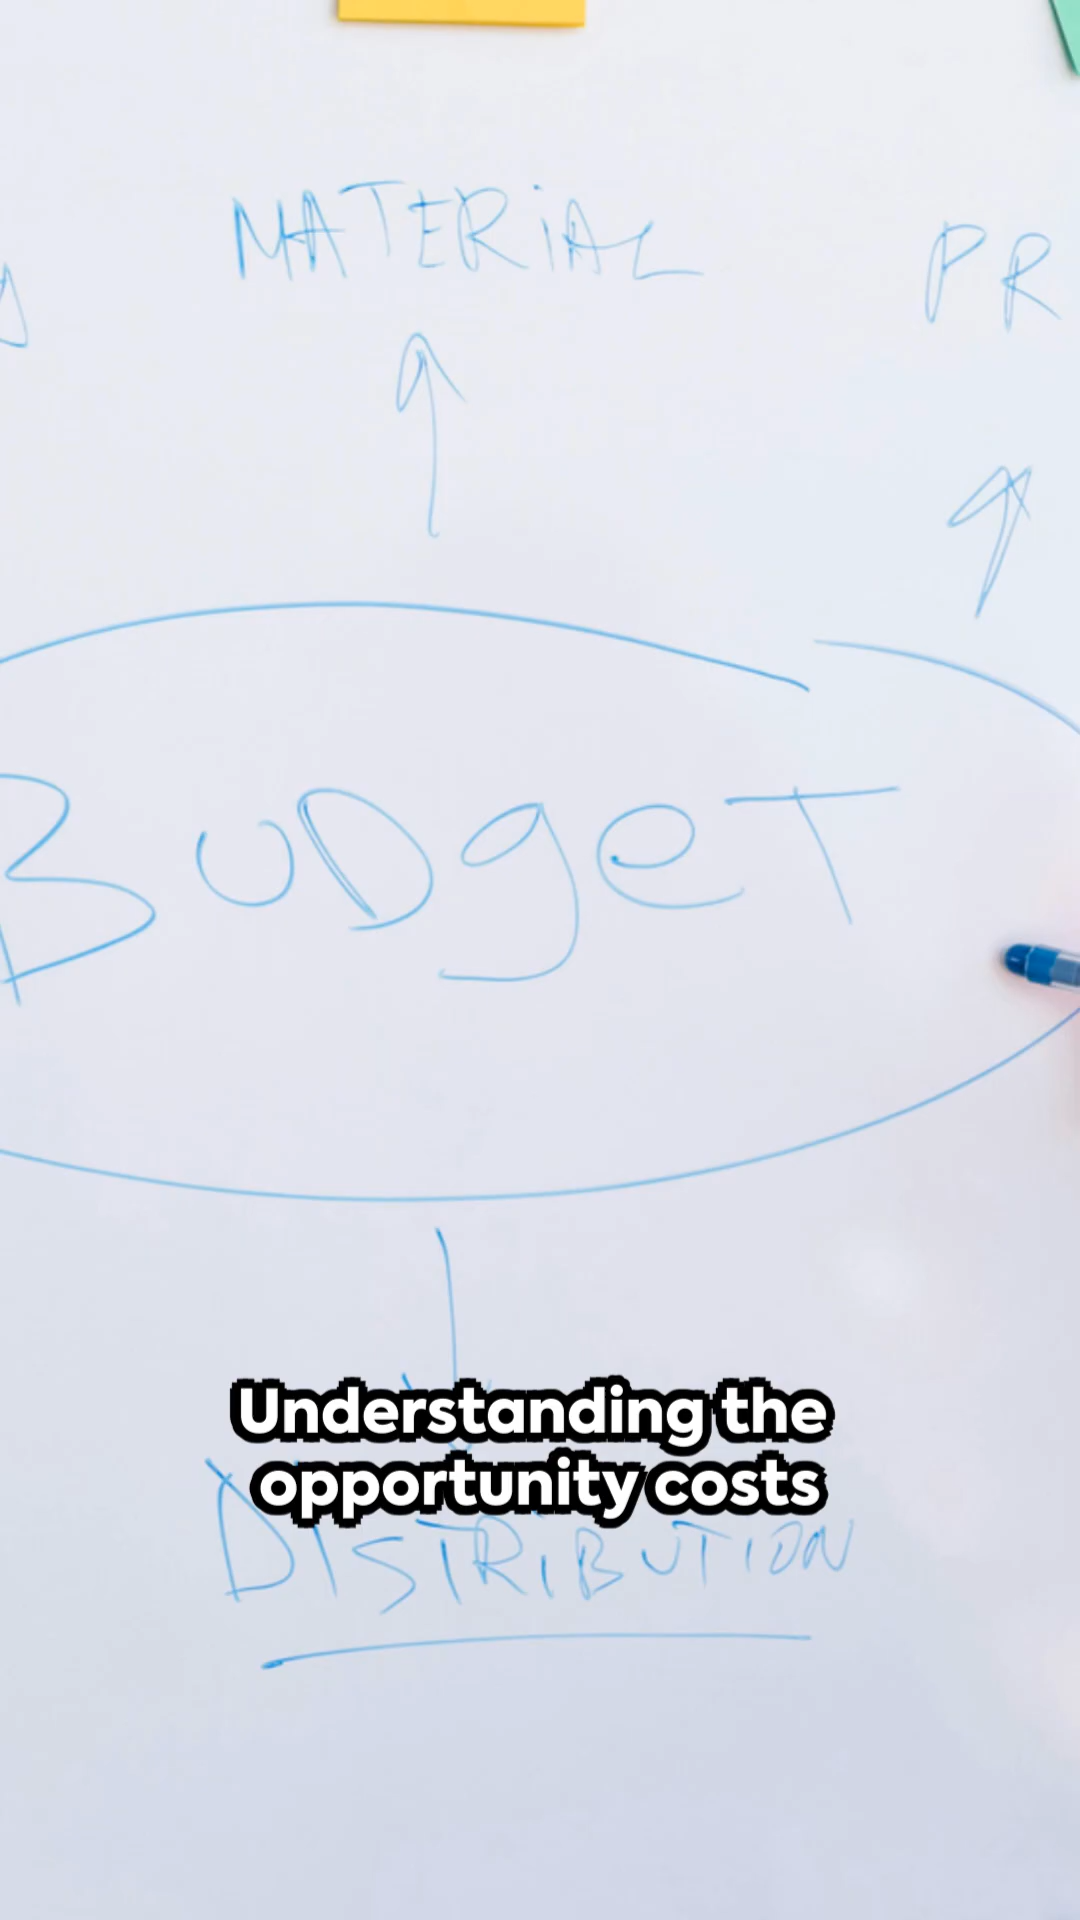 MATERiAL
PR
BUDgeT
Understanding the
opportunity costs
DiSTRiBUTION